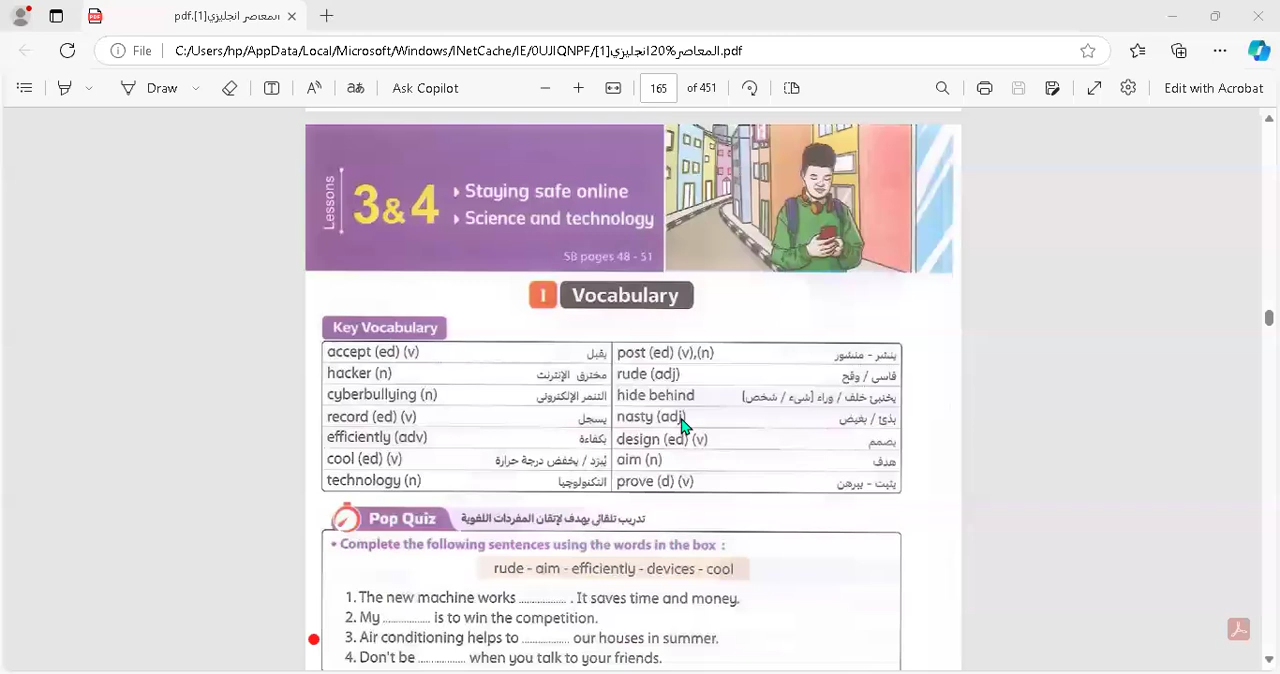 المعاصر انجليزي[1].pdf
File
C:/Users/hp/AppData/Local/Microsoft/Windows/INetCache/IE/0UJIQNPF/المعاصر%20انجليزي[1].pdf
Draw
Ask Copilot
165 of 451
Edit with Acrobat
Lessons
3&4
Staying safe online
Science and technology
SB pages 48 - 51
1 Vocabulary
Key Vocabulary
accept (ed) (v) يقبل post (ed) (v),(n) ينشر - منشور
hacker (n) مخترق الإنترنت rude (adj) قاسى / وقح
cyberbullying (n) التنمر الإلكترونى hide behind يختبئ خلف / وراء [شىء / شخص]
record (ed) (v) يسجل nasty (adj) بذئ / بغيض
efficiently (adv) بكفاءة design (ed) (v) يصمم
cool (ed) (v) يُبَرِّد / يخفض درجة حرارة aim (n) هدف
technology (n) التكنولوجيا prove (d) (v) يثبت - يبرهن
Pop Quiz تدريب تلقائى يهدف لإتقان المفردات اللغوية
• Complete the following sentences using the words in the box :
rude - aim - efficiently - devices - cool
1. The new machine works ............... . It saves time and money.
2. My ............... is to win the competition.
3. Air conditioning helps to ............... our houses in summer.
4. Don't be ............... when you talk to your friends.